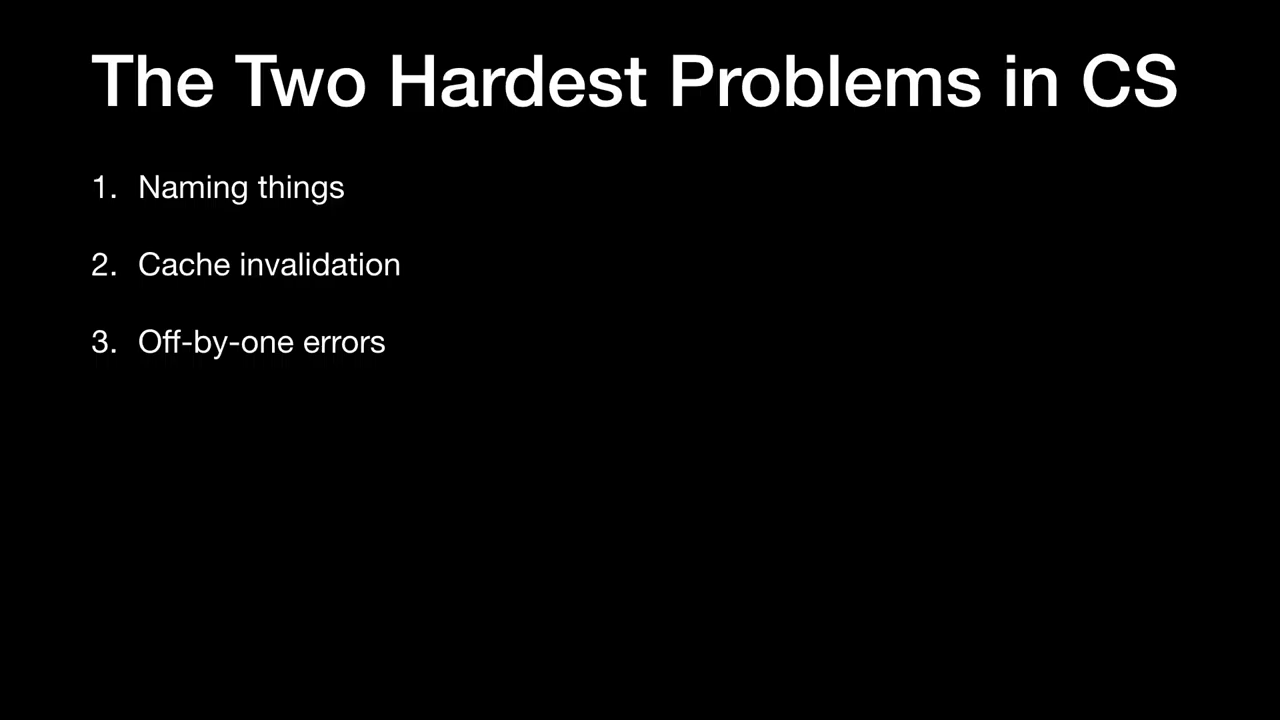 The Two Hardest Problems in CS
1. Naming things
2. Cache invalidation
3. Off-by-one errors